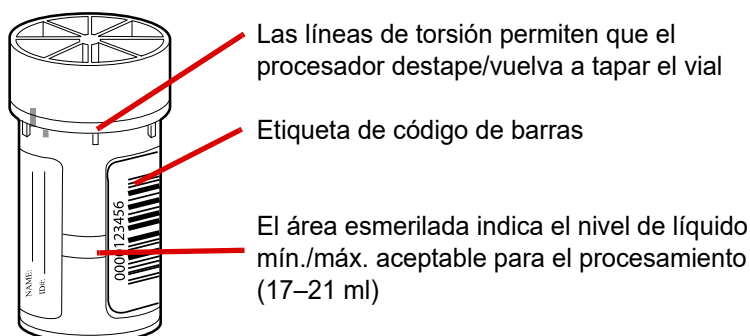 Las líneas de torsión permiten que el
procesador destape/vuelva a tapar el vial
Etiqueta de código de barras
El área esmerilada indica el nivel de líquido
mín./máx. aceptable para el procesamiento
(17–21 ml)
NAME:
ID#:
0000123456